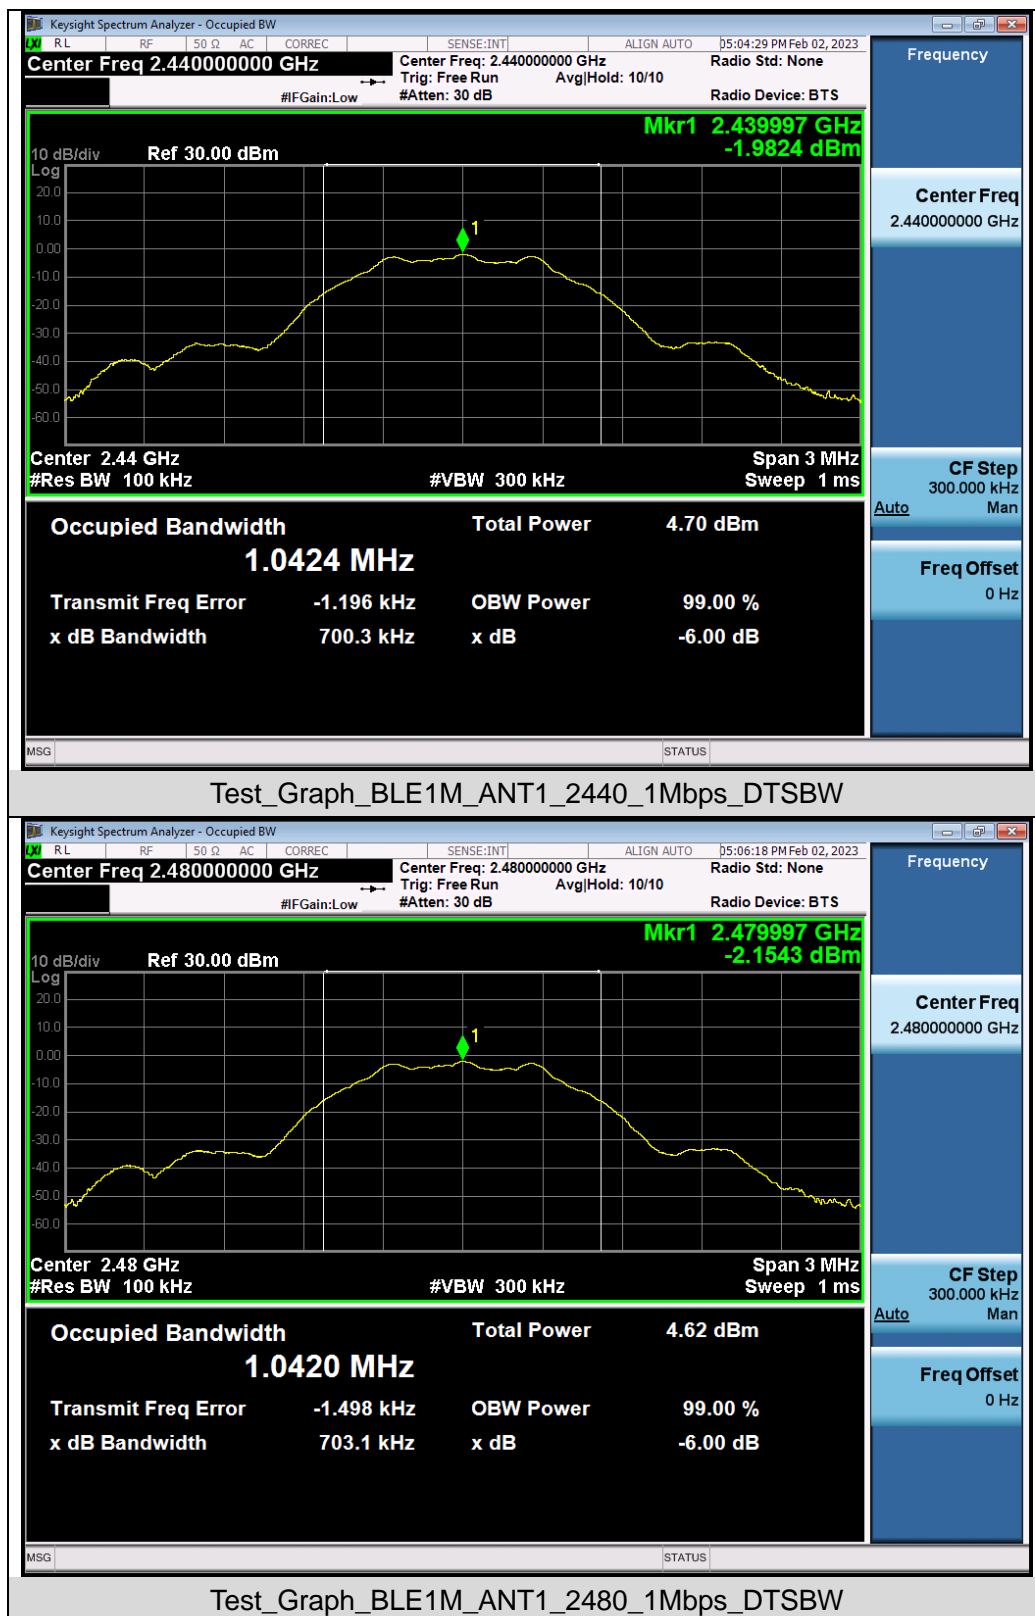 Keysight Spectrum Analyzer - Occupied BW
LXI RL RF 50 Ω AC CORREC SENSE:INT ALIGN AUTO 05:04:29 PM Feb 02, 2023
Center Freq 2.440000000 GHz
Center Freq: 2.440000000 GHz Radio Std: None
Trig: Free Run Avg|Hold: 10/10
#IFGain:Low #Atten: 30 dB Radio Device: BTS
Frequency
Mkr1 2.439997 GHz
10 dB/div Ref 30.00 dBm -1.9824 dBm
Log
20.0
10.0
0.00
-10.0
-20.0
-30.0
-40.0
-50.0
-60.0
1
Center 2.44 GHz Span 3 MHz
#Res BW 100 kHz #VBW 300 kHz Sweep 1 ms
Center Freq
2.440000000 GHz
CF Step
300.000 kHz
Auto Man
Freq Offset
0 Hz
Occupied Bandwidth Total Power 4.70 dBm
1.0424 MHz
Transmit Freq Error -1.196 kHz OBW Power 99.00 %
x dB Bandwidth 700.3 kHz x dB -6.00 dB
MSG STATUS
Test_Graph_BLE1M_ANT1_2440_1Mbps_DTSBW
Keysight Spectrum Analyzer - Occupied BW
LXI RL RF 50 Ω AC CORREC SENSE:INT ALIGN AUTO 05:06:18 PM Feb 02, 2023
Center Freq 2.480000000 GHz
Center Freq: 2.480000000 GHz Radio Std: None
Trig: Free Run Avg|Hold: 10/10
#IFGain:Low #Atten: 30 dB Radio Device: BTS
Frequency
Mkr1 2.479997 GHz
10 dB/div Ref 30.00 dBm -2.1543 dBm
Log
20.0
10.0
0.00
-10.0
-20.0
-30.0
-40.0
-50.0
-60.0
1
Center 2.48 GHz Span 3 MHz
#Res BW 100 kHz #VBW 300 kHz Sweep 1 ms
Center Freq
2.480000000 GHz
CF Step
300.000 kHz
Auto Man
Freq Offset
0 Hz
Occupied Bandwidth Total Power 4.62 dBm
1.0420 MHz
Transmit Freq Error -1.498 kHz OBW Power 99.00 %
x dB Bandwidth 703.1 kHz x dB -6.00 dB
MSG STATUS
Test_Graph_BLE1M_ANT1_2480_1Mbps_DTSBW